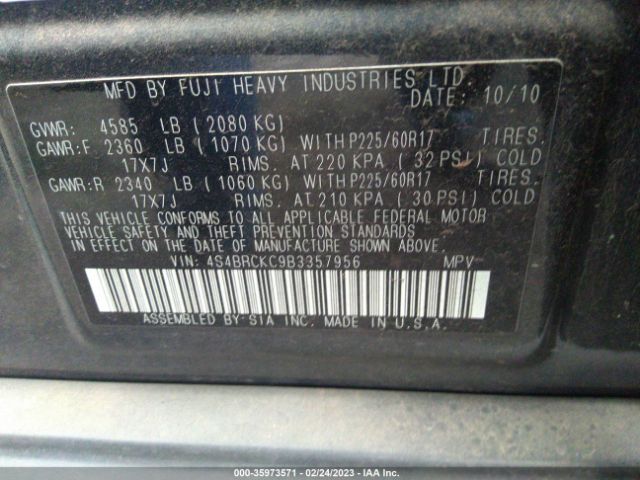 MFD BY FUJI HEAVY INDUSTRIES LTD.
DATE: 10/10
GVWR: 4585 LB (2080 KG)
GAWR:F 2360 LB (1070 KG) WITH P225/60R17 TIRES.
17X7J RIMS. AT 220 KPA (32 PSI) COLD
GAWR:R 2340 LB (1060 KG) WITH P225/60R17 TIRES.
17X7J RIMS. AT 210 KPA (30 PSI) COLD
THIS VEHICLE CONFORMS TO ALL APPLICABLE FEDERAL MOTOR
VEHICLE SAFETY AND THEFT PREVENTION STANDARDS
IN EFFECT ON THE DATE OF MANUFACTURE
SHOWN ABOVE.
VIN: 4S4BRCKC9B3357956 MPV
ASSEMBLED BY SIA INC. MADE IN U.S.A.
000-35973571 - 02/24/2023 - IAA Inc.